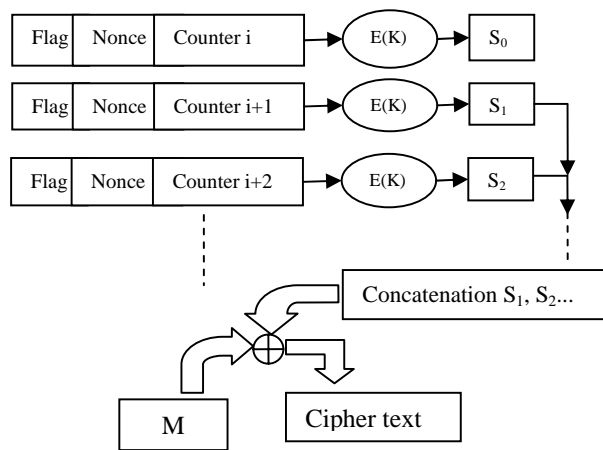 Flag Nonce Counter i E(K) S₀
Flag Nonce Counter i+1 E(K) S₁
Flag Nonce Counter i+2 E(K) S₂
Concatenation S₁, S₂...
M
Cipher text